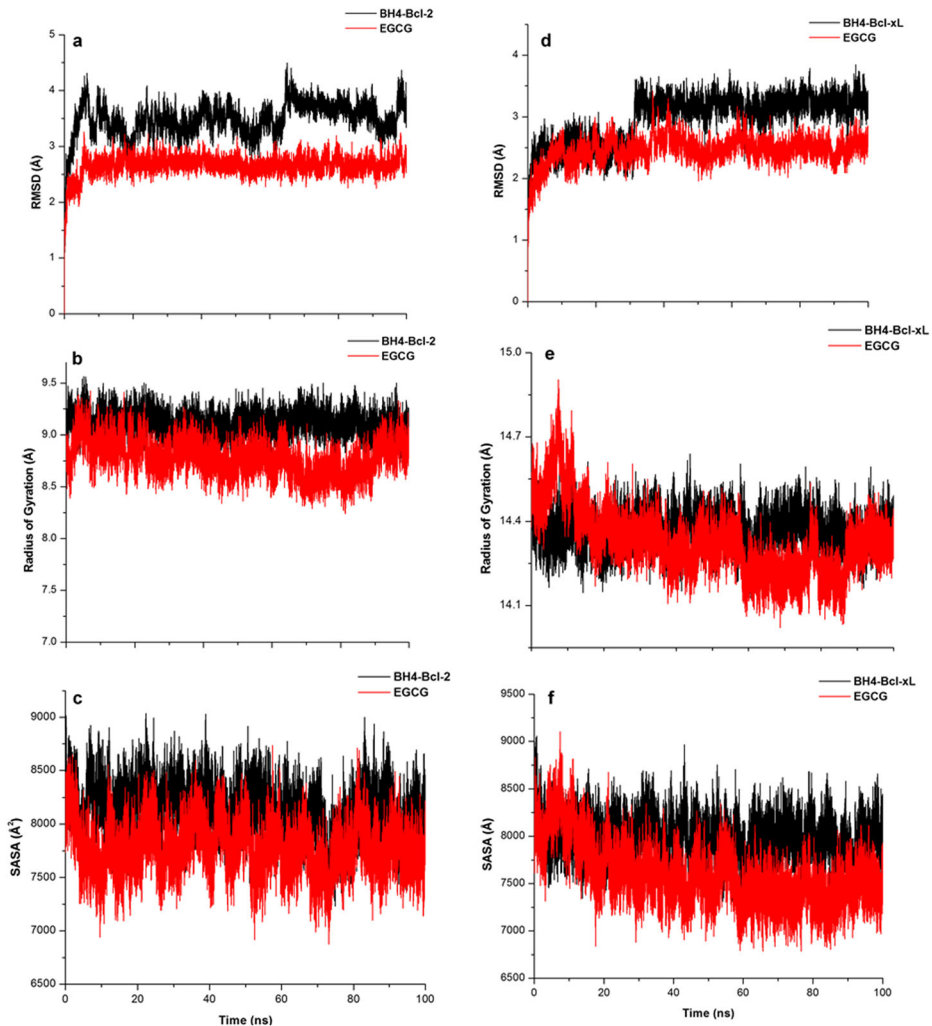 a
BH4-Bcl-2
EGCG
5
4
3
2
1
0
RMSD (Å)
d
BH4-Bcl-xL
EGCG
4
3
2
1
0
RMSD (Å)
b
BH4-Bcl-2
EGCG
9.5
9.0
8.5
8.0
7.5
7.0
Radius of Gyration (Å)
e
BH4-Bcl-xL
EGCG
15.0
14.7
14.4
14.1
Radius of Gyration (Å)
c
BH4-Bcl-2
EGCG
9000
8500
8000
7500
7000
6500
SASA (Å²)
0 20 40 60 80 100
Time (ns)
f
BH4-Bcl-xL
EGCG
9500
9000
8500
8000
7500
7000
6500
SASA (Å)
0 20 40 60 80 100
Time (ns)